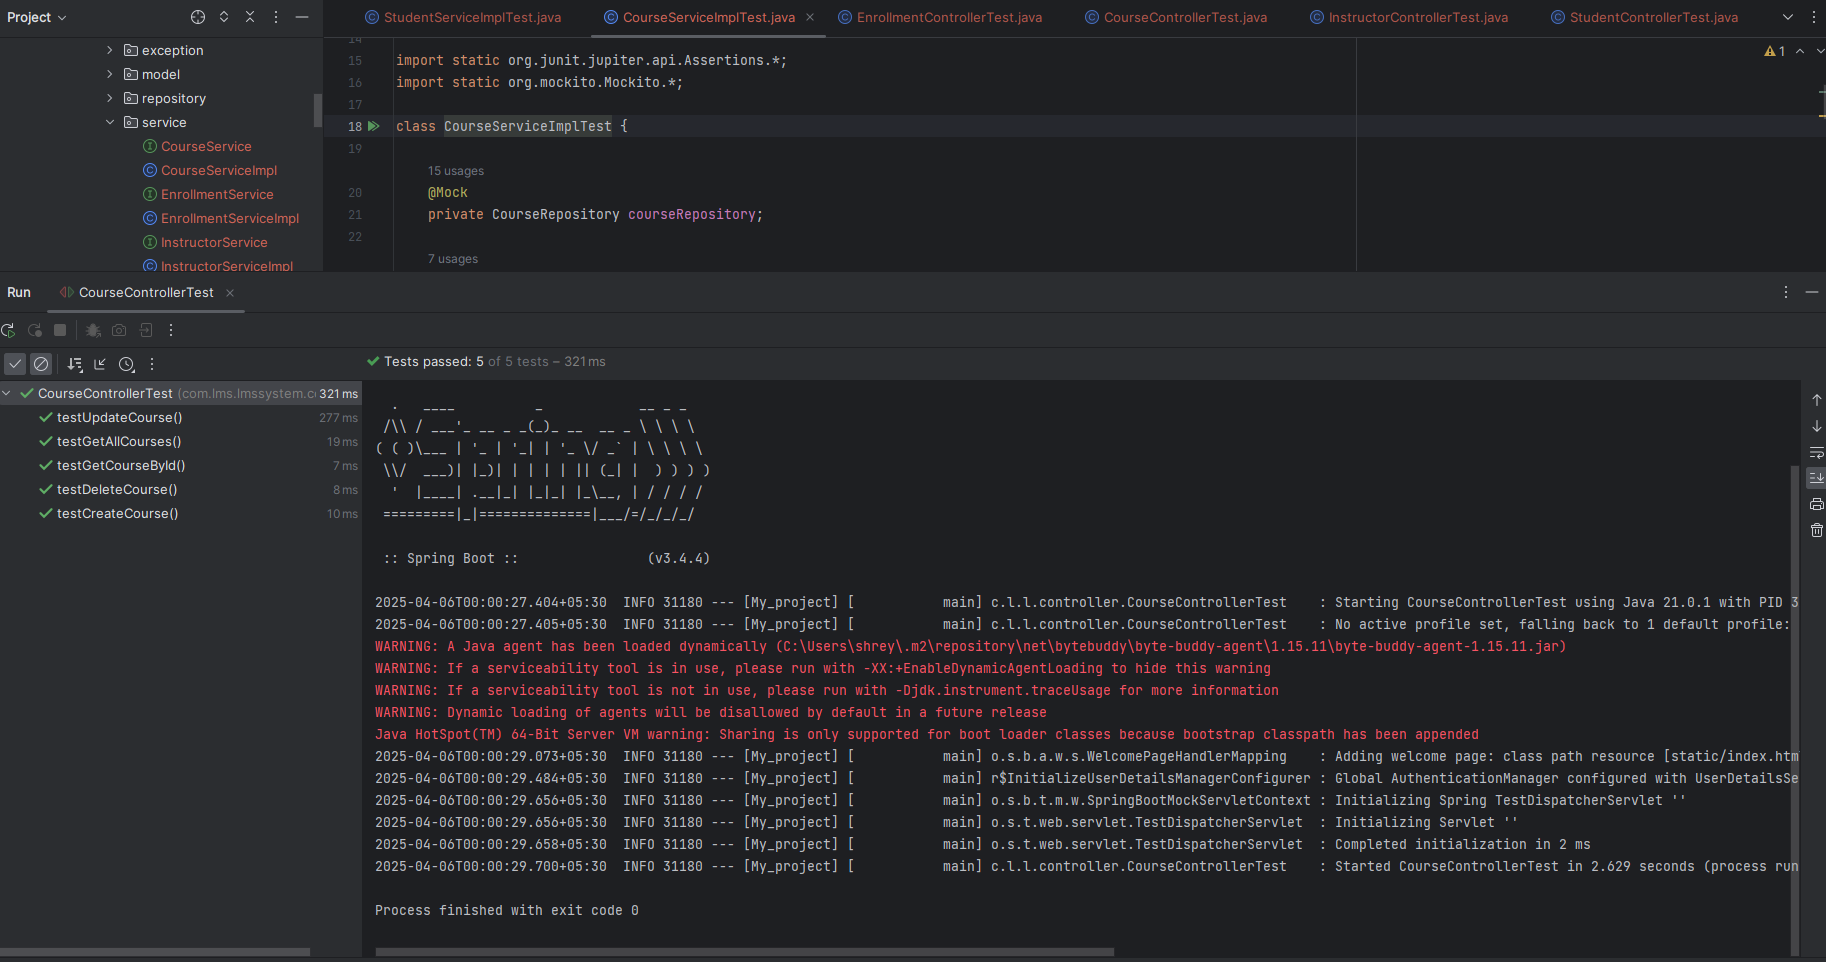 Project
StudentServiceImplTest.java
CourseServiceImplTest.java
EnrollmentControllerTest.java
CourseControllerTest.java
InstructorControllerTest.java
StudentControllerTest.java
exception
model
repository
service
CourseService
CourseServiceImpl
EnrollmentService
EnrollmentServiceImpl
InstructorService
InstructorServiceImpl
14
15 import static org.junit.jupiter.api.Assertions.*;
16 import static org.mockito.Mockito.*;
17
18 class CourseServiceImplTest {
19
15 usages
20 @Mock
21 private CourseRepository courseRepository;
22
7 usages
1
Run
CourseControllerTest
Tests passed: 5 of 5 tests – 321 ms
CourseControllerTest (com.lms.lmssystem.co 321 ms
testUpdateCourse() 277 ms
testGetAllCourses() 19 ms
testGetCourseById() 7 ms
testDeleteCourse() 8 ms
testCreateCourse() 10 ms
  .   ____          _            __ _ _
 /\\ / ___'_ __ _ _(_)_ __  __ _ \ \ \ \
( ( )\___ | '_ | '_| | '_ \/ _` | \ \ \ \
 \\/  ___)| |_)| | | | | || (_| |  ) ) ) )
  '  |____| .__|_| |_|_| |_\__, | / / / /
 =========|_|==============|___/=/_/_/_/
:: Spring Boot ::                (v3.4.4)
2025-04-06T00:00:27.404+05:30  INFO 31180 --- [My_project] [           main] c.l.l.controller.CourseControllerTest    : Starting CourseControllerTest using Java 21.0.1 with PID 3
2025-04-06T00:00:27.405+05:30  INFO 31180 --- [My_project] [           main] c.l.l.controller.CourseControllerTest    : No active profile set, falling back to 1 default profile:
WARNING: A Java agent has been loaded dynamically (C:\Users\shrey\.m2\repository\net\bytebuddy\byte-buddy-agent\1.15.11\byte-buddy-agent-1.15.11.jar)
WARNING: If a serviceability tool is in use, please run with -XX:+EnableDynamicAgentLoading to hide this warning
WARNING: If a serviceability tool is not in use, please run with -Djdk.instrument.traceUsage for more information
WARNING: Dynamic loading of agents will be disallowed by default in a future release
Java HotSpot(TM) 64-Bit Server VM warning: Sharing is only supported for boot loader classes because bootstrap classpath has been appended
2025-04-06T00:00:29.073+05:30  INFO 31180 --- [My_project] [           main] o.s.b.a.w.s.WelcomePageHandlerMapping    : Adding welcome page: class path resource [static/index.htm
2025-04-06T00:00:29.484+05:30  INFO 31180 --- [My_project] [           main] r$InitializeUserDetailsManagerConfigurer : Global AuthenticationManager configured with UserDetailsSe
2025-04-06T00:00:29.656+05:30  INFO 31180 --- [My_project] [           main] o.s.b.t.m.w.SpringBootMockServletContext : Initializing Spring TestDispatcherServlet ''
2025-04-06T00:00:29.656+05:30  INFO 31180 --- [My_project] [           main] o.s.t.web.servlet.TestDispatcherServlet  : Initializing Servlet ''
2025-04-06T00:00:29.658+05:30  INFO 31180 --- [My_project] [           main] o.s.t.web.servlet.TestDispatcherServlet  : Completed initialization in 2 ms
2025-04-06T00:00:29.700+05:30  INFO 31180 --- [My_project] [           main] c.l.l.controller.CourseControllerTest    : Started CourseControllerTest in 2.629 seconds (process run
Process finished with exit code 0